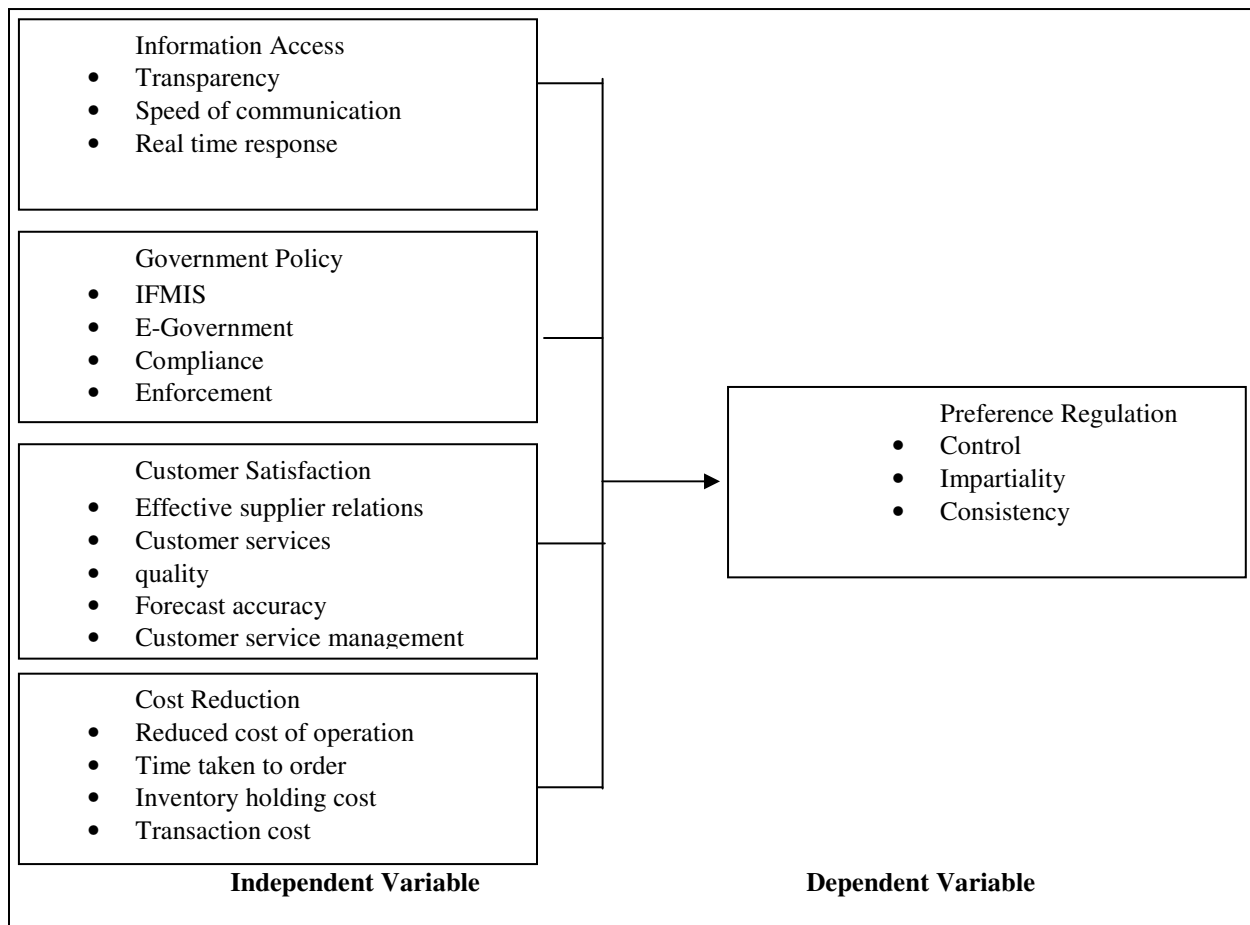 Information Access
• Transparency
• Speed of communication
• Real time response
Government Policy
• IFMIS
• E-Government
• Compliance
• Enforcement
Customer Satisfaction
• Effective supplier relations
• Customer services
• quality
• Forecast accuracy
• Customer service management
Cost Reduction
• Reduced cost of operation
• Time taken to order
• Inventory holding cost
• Transaction cost
Preference Regulation
• Control
• Impartiality
• Consistency
Independent Variable
Dependent Variable